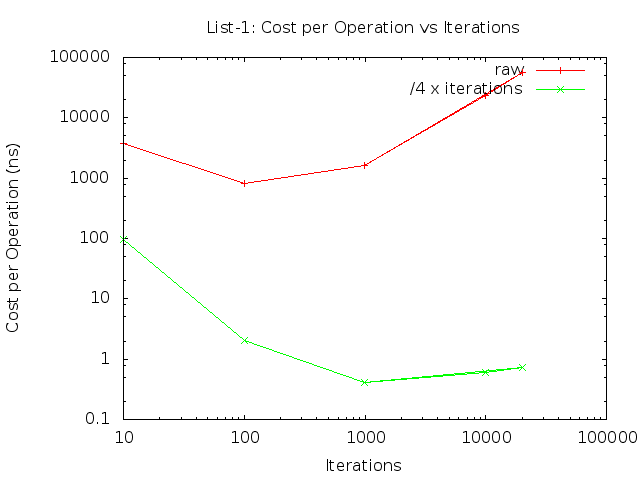 List-1: Cost per Operation vs Iterations
Cost per Operation (ns)
100000
10000
1000
100
10
1
0.1
raw
/4 x iterations
10
100
1000
10000
100000
Iterations